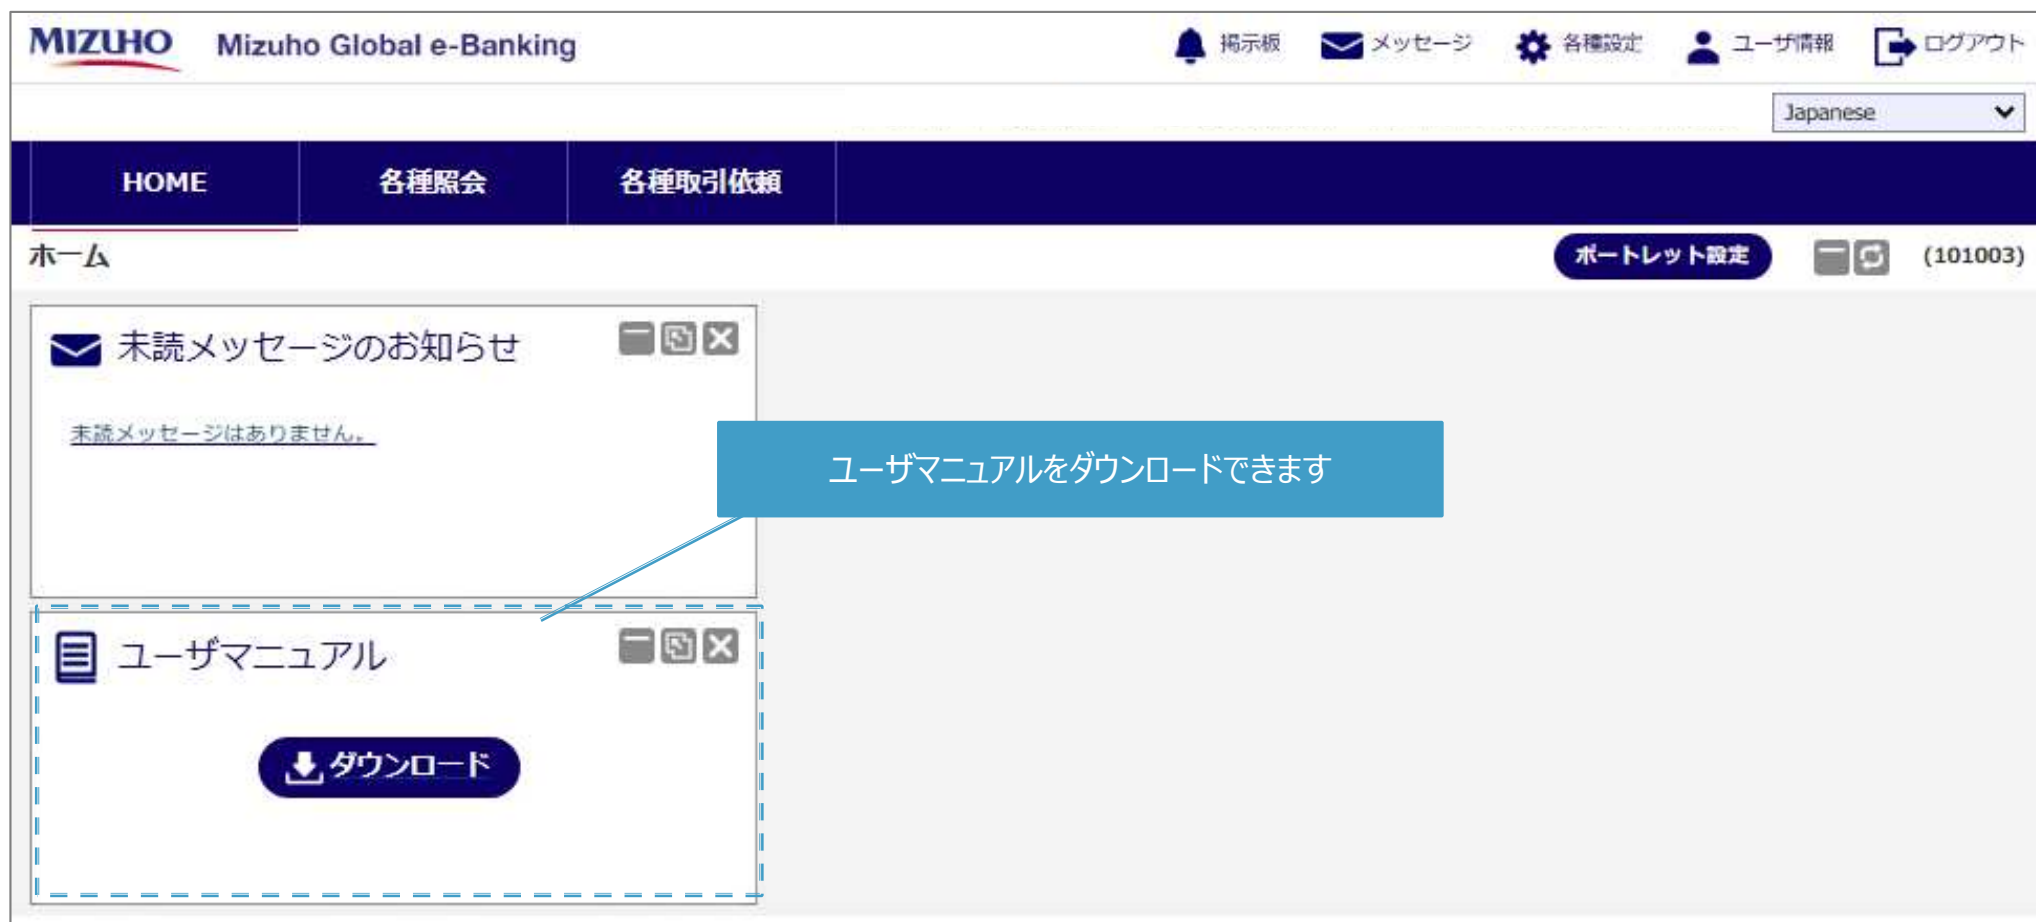 MIZUHO Mizuho Global e-Banking 掲示板 メッセージ 各種設定 ユーザ情報 ログアウト
Japanese
HOME 各種照会 各種取引依頼
ホーム ポートレット設定 (101003)
未読メッセージのお知らせ
未読メッセージはありません。
ユーザマニュアルをダウンロードできます
ユーザマニュアル
ダウンロード